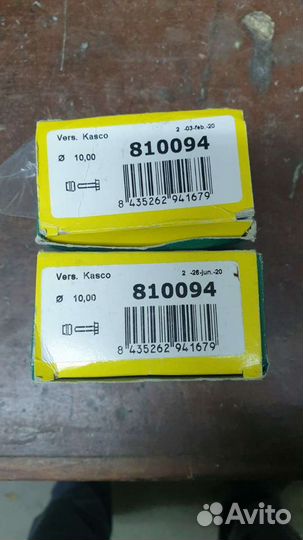 Vers. Kasco
2 -03-feb.-20
Ø 10,00
810094
8 435262 941679
Vers. Kasco
2 -26-jun.-20
Ø 10,00
810094
8 435262 941679
Avito